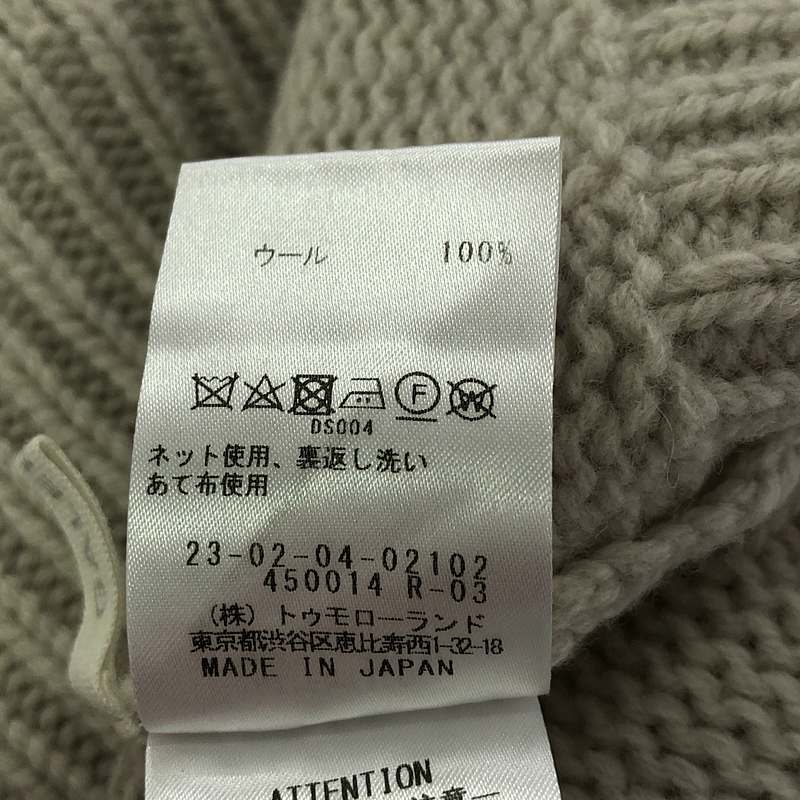 ウール 100%
F W
DS004
ネット使用、裏返し洗い
あて布使用
23-02-04-02102
450014 R-03
(株) トゥモローランド
東京都渋谷区恵比寿西1-32-18
MADE IN JAPAN
ATTENTION
注意